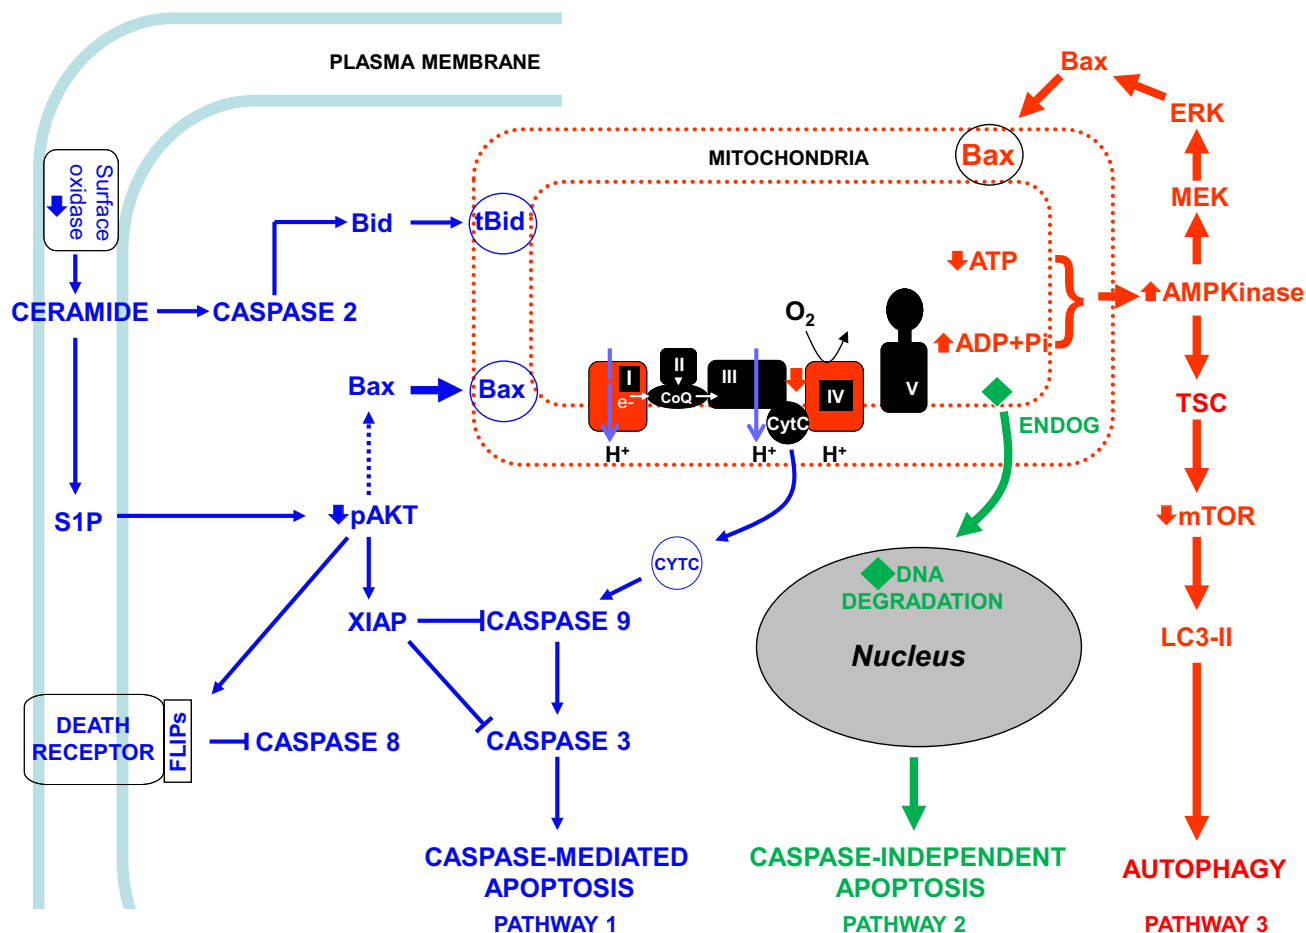 PLASMA MEMBRANE
Bax
ERK
MITOCHONDRIA
Bax
Surface
oxidase
MEK
Bid
tBid
ATP
CERAMIDE
CASPASE 2
AMPKinase
O2
ADP+Pi
I
II
III
IV
V
e-
CoQ
CytC
Bax
Bax
H+
H+
H+
ENDOG
TSC
S1P
pAKT
mTOR
CYTC
DNA
DEGRADATION
XIAP
CASPASE 9
LC3-II
Nucleus
DEATH
RECEPTOR
FLIPs
CASPASE 8
CASPASE 3
CASPASE-MEDIATED
APOPTOSIS
PATHWAY 1
CASPASE-INDEPENDENT
APOPTOSIS
PATHWAY 2
AUTOPHAGY
PATHWAY 3